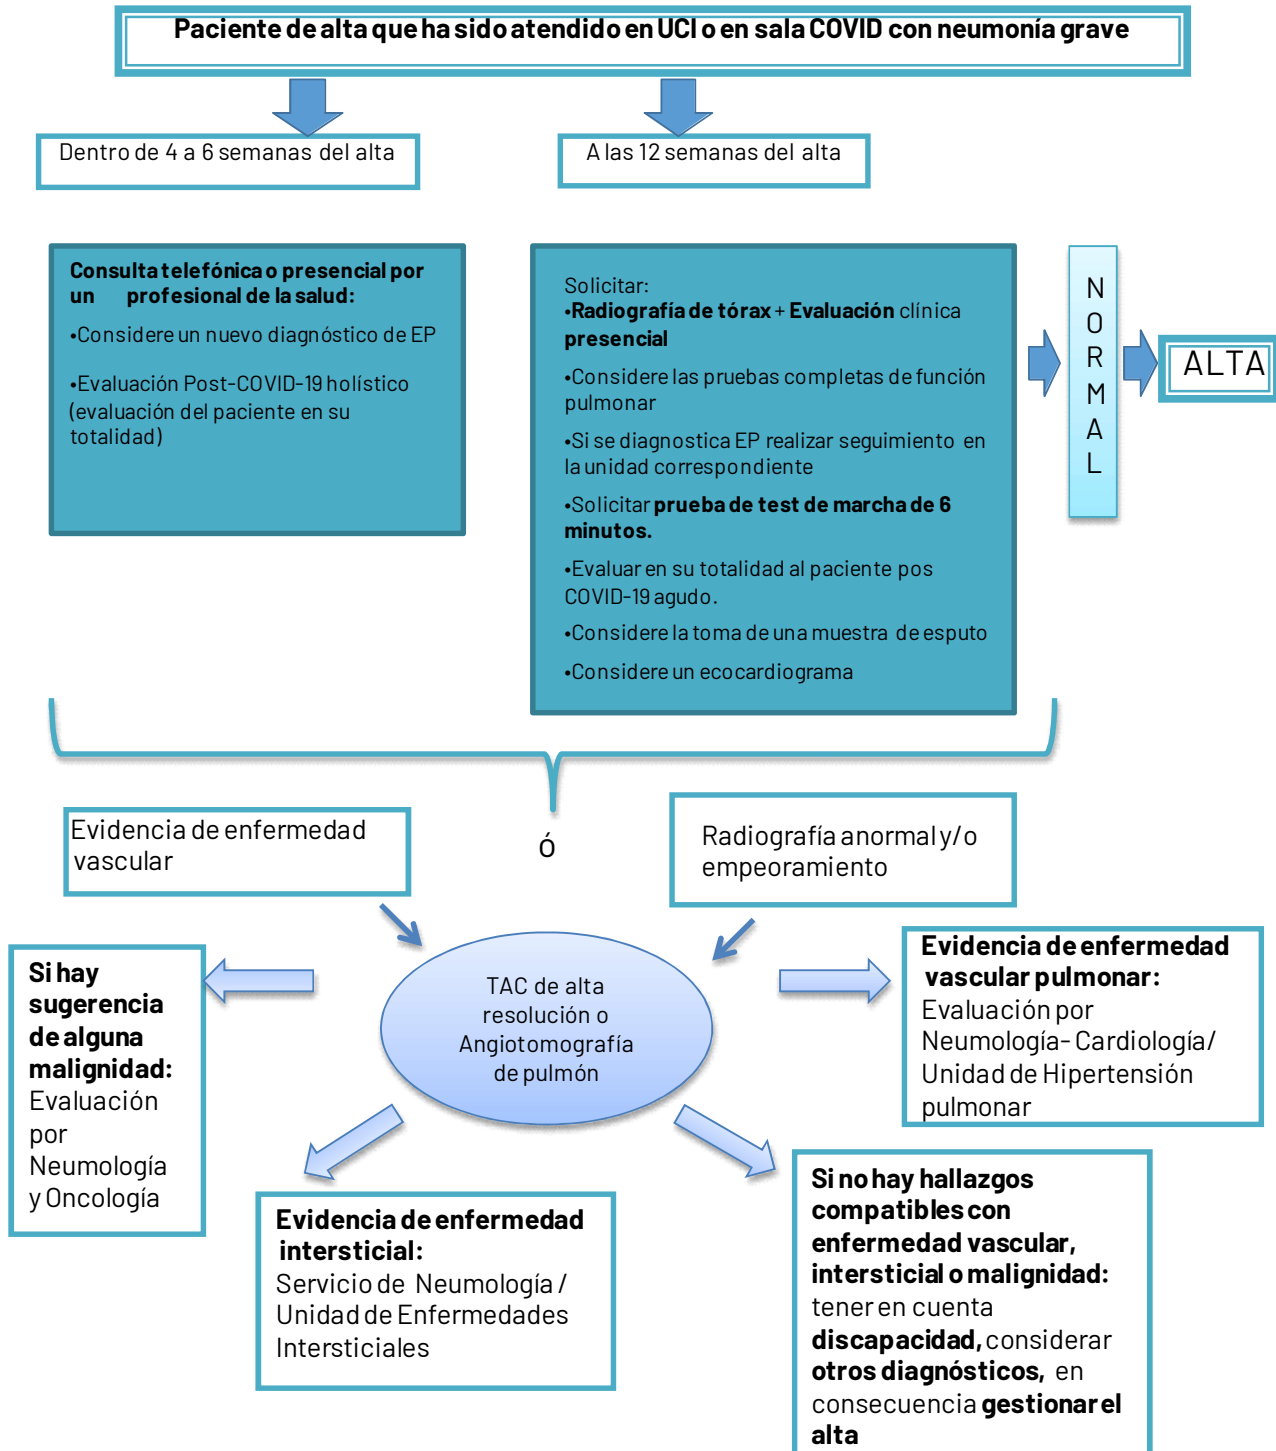 Paciente de alta que ha sido atendido en UCI o en sala COVID con neumonía grave
Dentro de 4 a 6 semanas del alta
A las 12 semanas del alta
Consulta telefónica o presencial por
un profesional de la salud:
•Considere un nuevo diagnóstico de EP
•Evaluación Post-COVID-19 holístico
(evaluación del paciente en su
totalidad)
Solicitar:
•Radiografía de tórax + Evaluación clínica
presencial
•Considere las pruebas completas de función
pulmonar
•Si se diagnostica EP realizar seguimiento en
la unidad correspondiente
•Solicitar prueba de test de marcha de 6
minutos.
•Evaluar en su totalidad al paciente pos
COVID-19 agudo.
•Considere la toma de una muestra de esputo
•Considere un ecocardiograma
N
O
R
M
A
L
ALTA
Evidencia de enfermedad
vascular
Ó
Radiografía anormal y/o
empeoramiento
TAC de alta
resolución o
Angiotomografía
de pulmón
Si hay
sugerencia
de alguna
malignidad:
Evaluación
por
Neumología
y Oncología
Evidencia de enfermedad
vascular pulmonar:
Evaluación por
Neumología- Cardiología/
Unidad de Hipertensión
pulmonar
Evidencia de enfermedad
intersticial:
Servicio de Neumología /
Unidad de Enfermedades
Intersticiales
Si no hay hallazgos
compatibles con
enfermedad vascular,
intersticial o malignidad:
tener en cuenta
discapacidad, considerar
otros diagnósticos, en
consecuencia gestionar el
alta